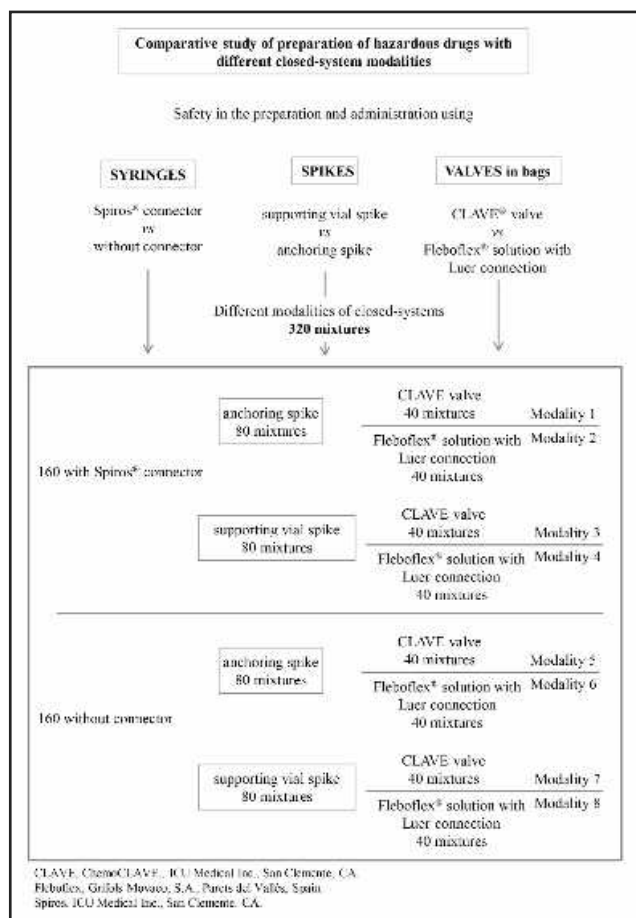 Comparative study of preparation of hazardous drugs with
different closed-system modalities
Safety in the preparation and administration using
SYRINGES
SPIKES
VALVES in bags
Spiros® connector
vs
without connector
supporting vial spike
vs
anchoring spike
CLAVE® valve
vs
Fleboflex® solution with
Luer connection
Different modalities of closed-systems
320 mixtures
160 with Spiros® connector
anchoring spike
80 mixtures
CLAVE valve
40 mixtures
Modality 1
Fleboflex® solution with
Luer connection
40 mixtures
Modality 2
supporting vial spike
80 mixtures
CLAVE valve
40 mixtures
Modality 3
Fleboflex® solution with
Luer connection
40 mixtures
Modality 4
160 without connector
anchoring spike
80 mixtures
CLAVE valve
40 mixtures
Modality 5
Fleboflex® solution with
Luer connection
40 mixtures
Modality 6
supporting vial spike
80 mixtures
CLAVE valve
40 mixtures
Modality 7
Fleboflex® solution with
Luer connection
40 mixtures
Modality 8
CLAVE, ChemoCLAVE., ICU Medical Inc., San Clemente, CA
Fleboflex, Grifols Movaco, S.A., Parets del Vallès, Spain
Spiros, ICU Medical Inc., San Clemente, CA.